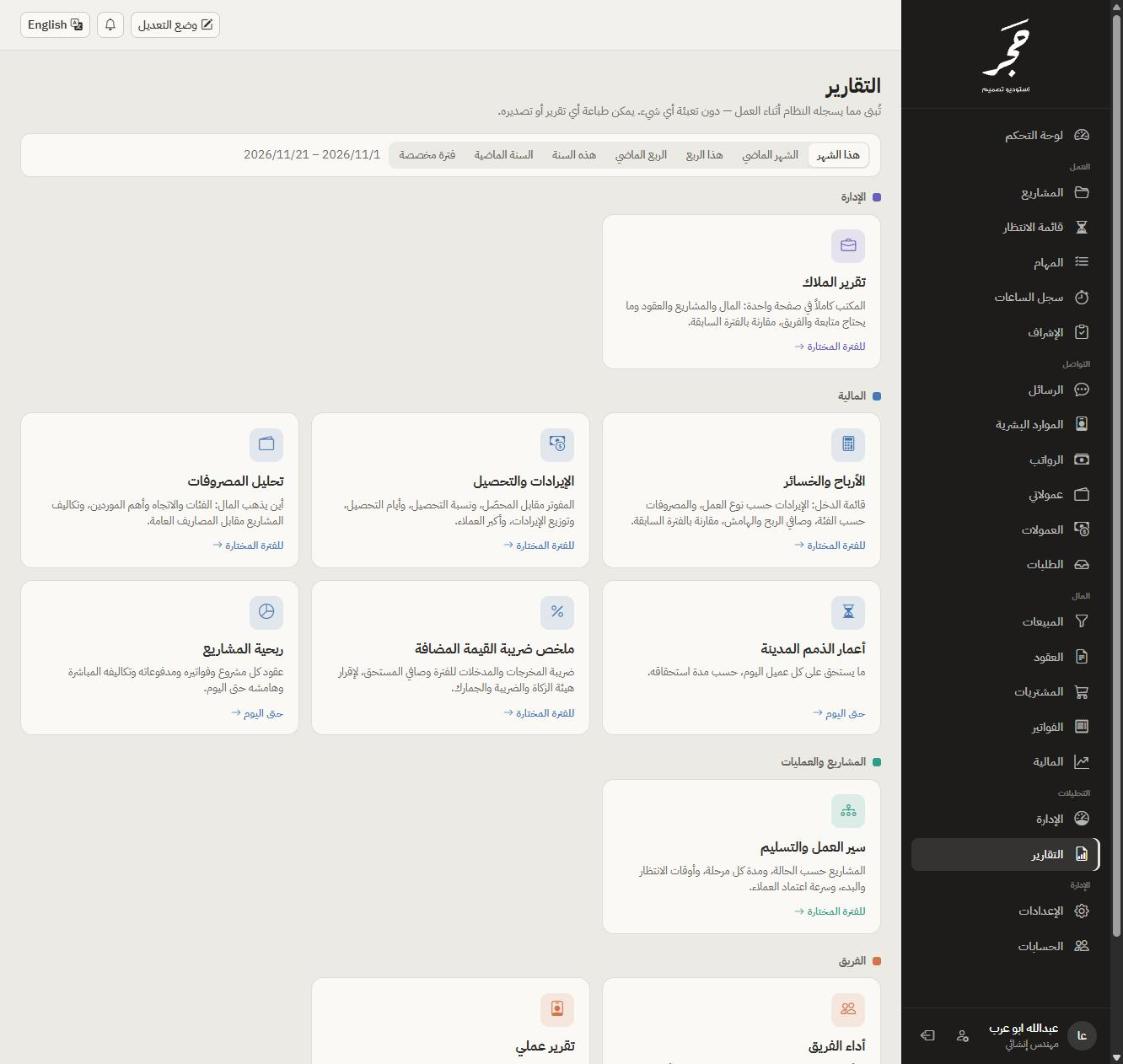 وضع التعديل
English
حجر
استوديو تصميم
لوحة التحكم
العمل
المشاريع
قائمة الانتظار
المهام
سجل الساعات
الإشراف
التواصل
الرسائل
الموارد البشرية
الرواتب
عمولاتي
العمولات
الطلبات
المال
المبيعات
العقود
المشتريات
الفواتير
المالية
التحليلات
الإدارة
التقارير
الإدارة
الإعدادات
الحسابات
عا
عبدالله ابو عرب
مهندس إنشائي
التقارير
تُبنى مما يسجله النظام أثناء العمل — دون تعبئة أي شيء. يمكن طباعة أي تقرير أو تصديره.
هذا الشهر الشهر الماضي هذا الربع الربع الماضي هذه السنة السنة الماضية فترة مخصصة 2026/11/1 – 2026/11/21
الإدارة
تقرير الملاك
المكتب كاملاً في صفحة واحدة: المال والمشاريع والعقود وما
يحتاج متابعة والفريق، مقارنة بالفترة السابقة.
للفترة المختارة ←
المالية
الأرباح والخسائر
قائمة الدخل: الإيرادات حسب نوع العمل، والمصروفات
حسب الفئة، وصافي الربح والهامش، مقارنة بالفترة السابقة.
للفترة المختارة ←
الإيرادات والتحصيل
المفوتر مقابل المحصّل، ونسبة التحصيل، وأيام التحصيل،
وتوزيع الإيرادات، وأكبر العملاء.
للفترة المختارة ←
تحليل المصروفات
أين يذهب المال: الفئات والاتجاه وأهم الموردين، وتكاليف
المشاريع مقابل المصاريف العامة.
للفترة المختارة ←
أعمار الذمم المدينة
ما يستحق على كل عميل اليوم، حسب مدة استحقاقه.
حتى اليوم ←
ملخص ضريبة القيمة المضافة
ضريبة المخرجات والمدخلات للفترة وصافي المستحق، لإقرار
هيئة الزكاة والضريبة والجمارك.
للفترة المختارة ←
ربحية المشاريع
عقود كل مشروع وفواتيره ومدفوعاته وتكاليفه المباشرة
وهامشه حتى اليوم.
حتى اليوم ←
المشاريع والعمليات
سير العمل والتسليم
المشاريع حسب الحالة، ومدة كل مرحلة، وأوقات الانتظار
والبدء، وسرعة اعتماد العملاء.
للفترة المختارة ←
الفريق
أداء الفريق
تقرير عملي